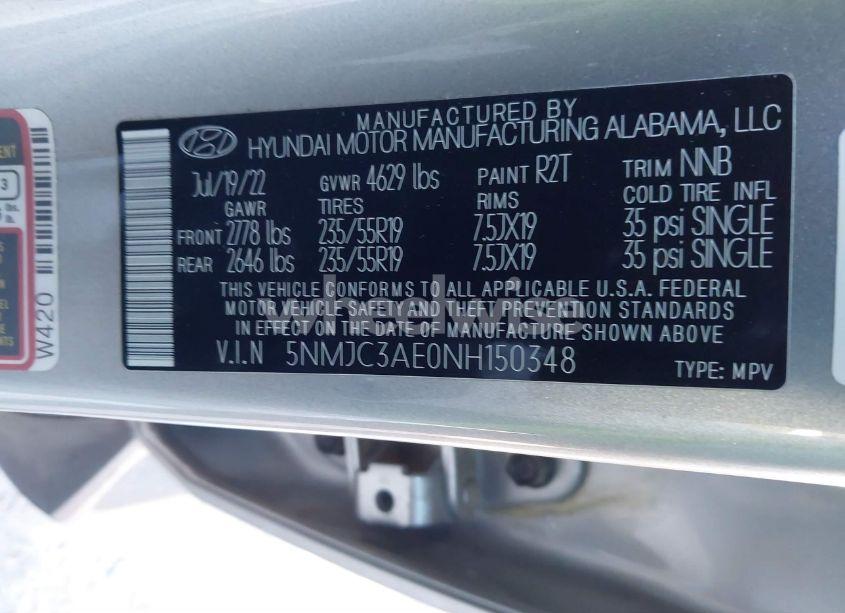 MANUFACTURED BY
HYUNDAI MOTOR MANUFACTURING ALABAMA, LLC
Jul/19/22 GVWR 4629 lbs PAINT R2T TRIM NNB
GAWR TIRES RIMS COLD TIRE INFL
FRONT 2778 lbs 235/55R19 7.5JX19 35 psi SINGLE
REAR 2646 lbs 235/55R19 7.5JX19 35 psi SINGLE
THIS VEHICLE CONFORMS TO ALL APPLICABLE U.S.A. FEDERAL
MOTOR VEHICLE SAFETY AND THEFT PREVENTION STANDARDS
IN EFFECT ON THE DATE OF MANUFACTURE SHOWN ABOVE.
V.I.N 5NMJC3AE0NH150348 TYPE: MPV
W420